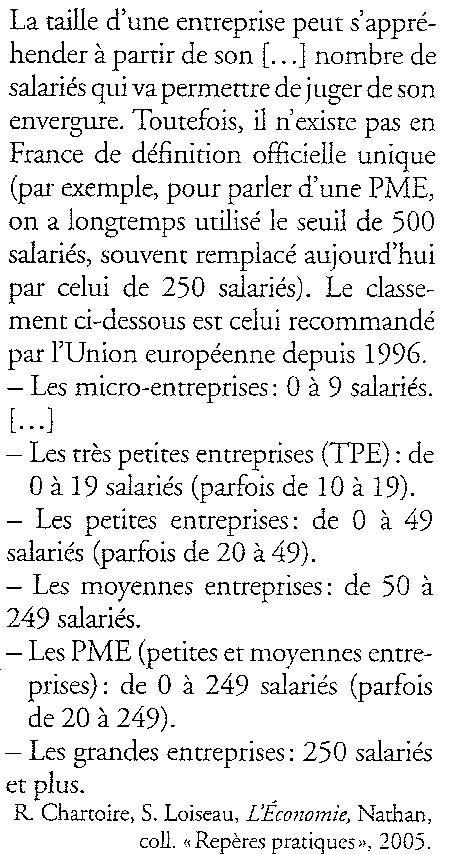 La taille d'une entreprise peut s'appré-
hender à partir de son [...] nombre de
salariés qui va permettre de juger de son
envergure. Toutefois, il n'existe pas en
France de définition officielle unique
(par exemple, pour parler d'une PME,
on a longtemps utilisé le seuil de 500
salariés, souvent remplacé aujourd'hui
par celui de 250 salariés). Le classe-
ment ci-dessous est celui recommandé
par l'Union européenne depuis 1996.
– Les micro-entreprises : 0 à 9 salariés.
[...]
– Les très petites entreprises (TPE) : de
0 à 19 salariés (parfois de 10 à 19).
– Les petites entreprises : de 0 à 49
salariés (parfois de 20 à 49).
– Les moyennes entreprises : de 50 à
249 salariés.
– Les PME (petites et moyennes entre-
prises) : de 0 à 249 salariés (parfois
de 20 à 249).
– Les grandes entreprises : 250 salariés
et plus.
R. Chartoire, S. Loiseau, L'Économie, Nathan,
coll. « Repères pratiques », 2005.